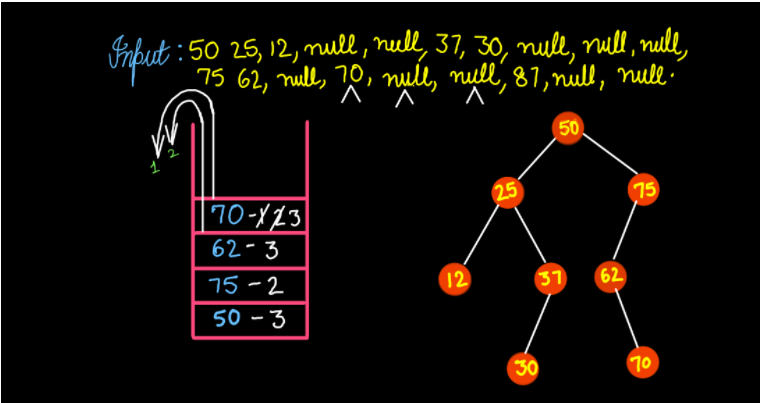 Input : 50 25, 12, null, null, 37, 30, null, null, null,
75 62, null, 70, null, null, 87, null, null.
1 2
70 - 1 2 3
62 - 3
75 - 2
50 - 3
50
25 75
12 37 62
30 70